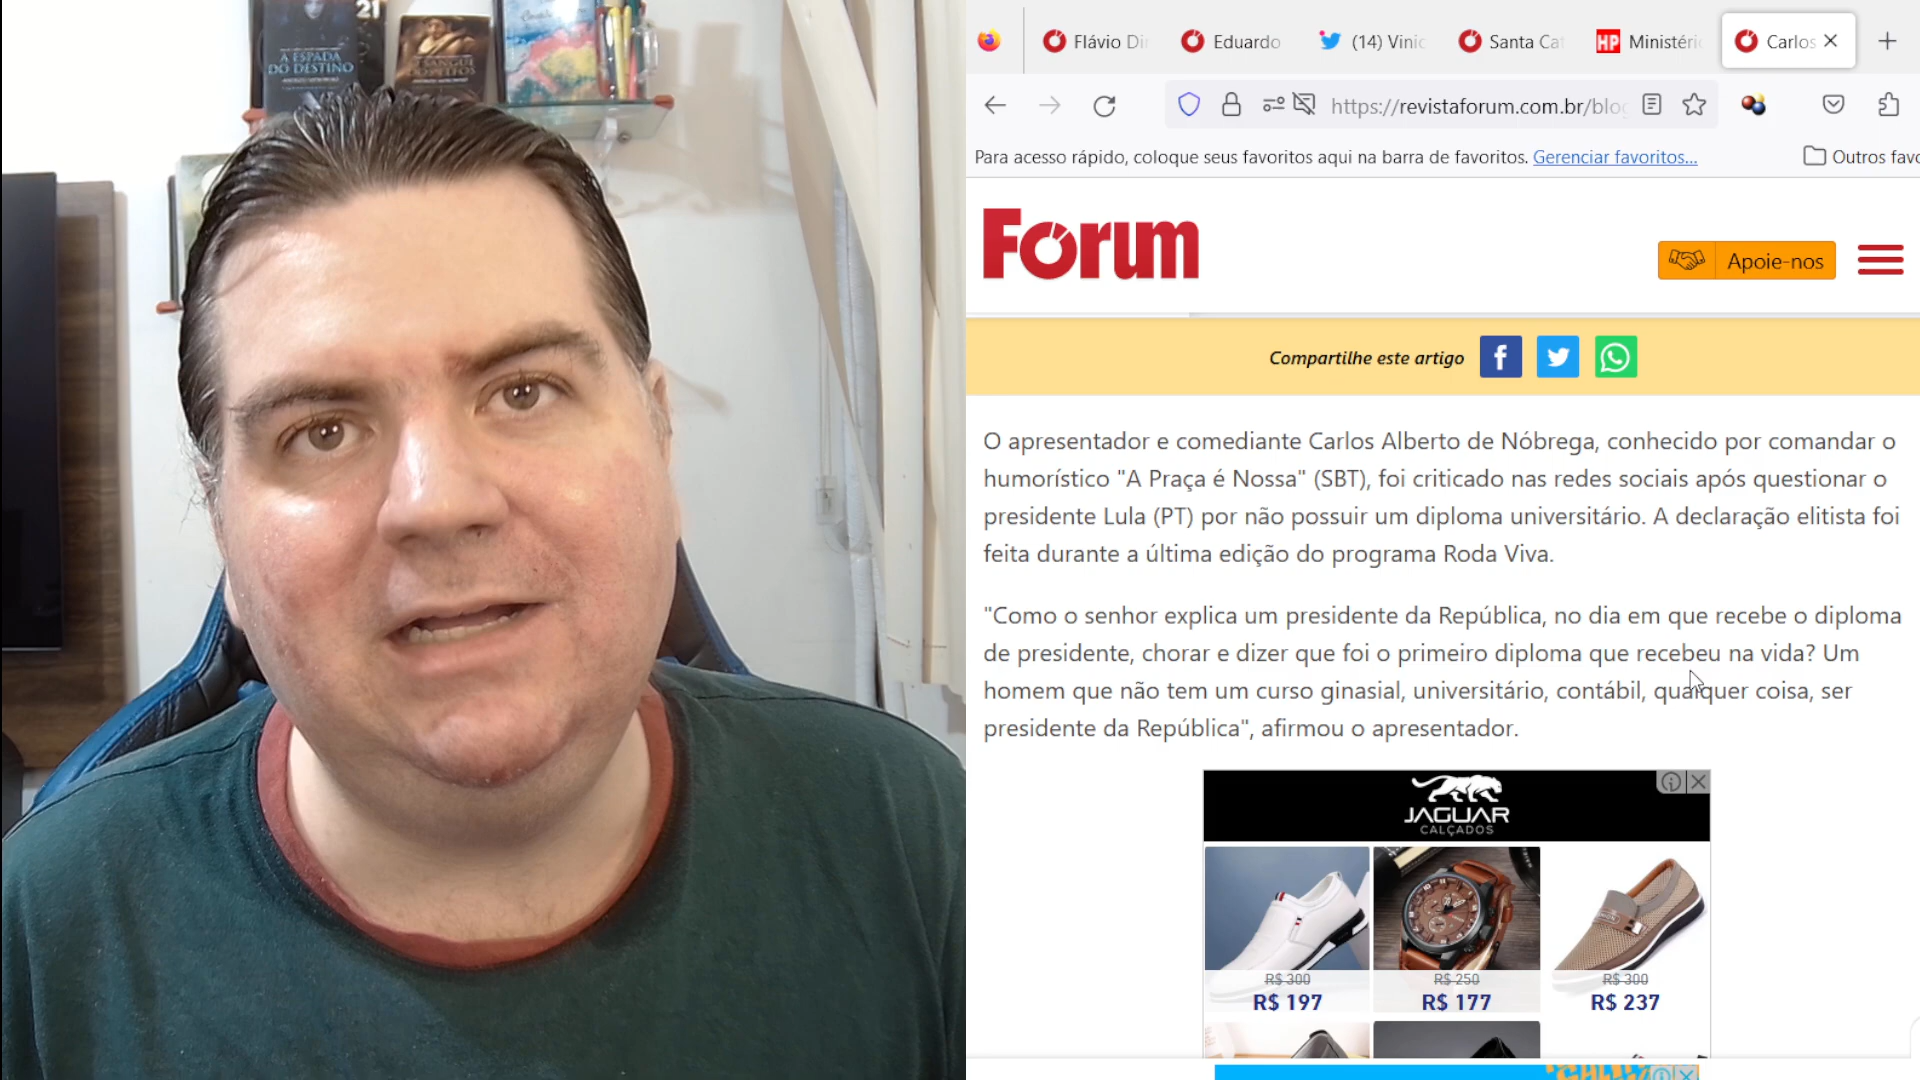 21
A ESPADA
DO DESTINO
Flávio Di
Eduardo
(14) Vinic
Santa Cat
HP
Ministéri
Carlos
https://revistaforum.com.br/blog
Para acesso rápido, coloque seus favoritos aqui na barra de favoritos. Gerenciar favoritos...
Outros favo
Forum
Apoie-nos
Compartilhe este artigo
O apresentador e comediante Carlos Alberto de Nóbrega, conhecido por comandar o
humorístico "A Praça é Nossa" (SBT), foi criticado nas redes sociais após questionar o
presidente Lula (PT) por não possuir um diploma universitário. A declaração elitista foi
feita durante a última edição do programa Roda Viva.
"Como o senhor explica um presidente da República, no dia em que recebe o diploma
de presidente, chorar e dizer que foi o primeiro diploma que recebeu na vida? Um
homem que não tem um curso ginasial, universitário, contábil, qualquer coisa, ser
presidente da República", afirmou o apresentador.
JAGUAR
CALÇADOS
R$ 300
R$ 197
R$ 250
R$ 177
R$ 300
R$ 237